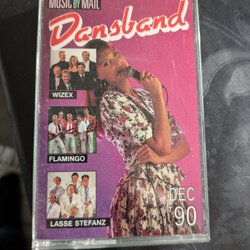 MUSIC BY MAIL
Dansband
WIZEX
FLAMINGO
LASSE STEFANZ
DEC
90